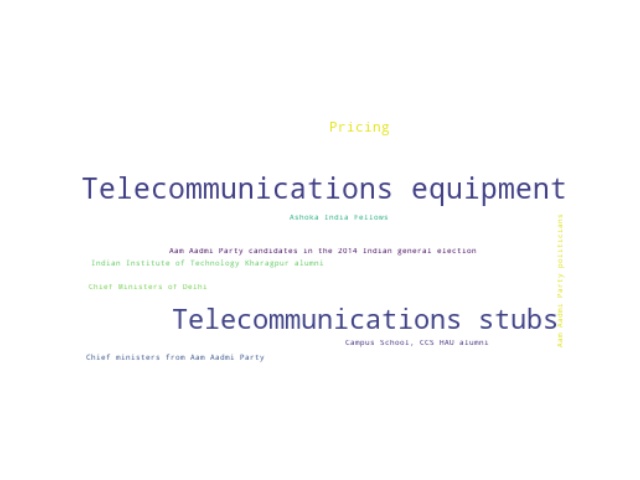 Pricing
Telecommunications equipment
Ashoka India Fellows
Aam Aadmi Party candidates in the 2014 Indian general election
Indian Institute of Technology Kharagpur alumni
Chief Ministers of Delhi
Telecommunications stubs
Aam Aadmi Party politicians
Campus School, CCS HAU alumni
Chief ministers from Aam Aadmi Party